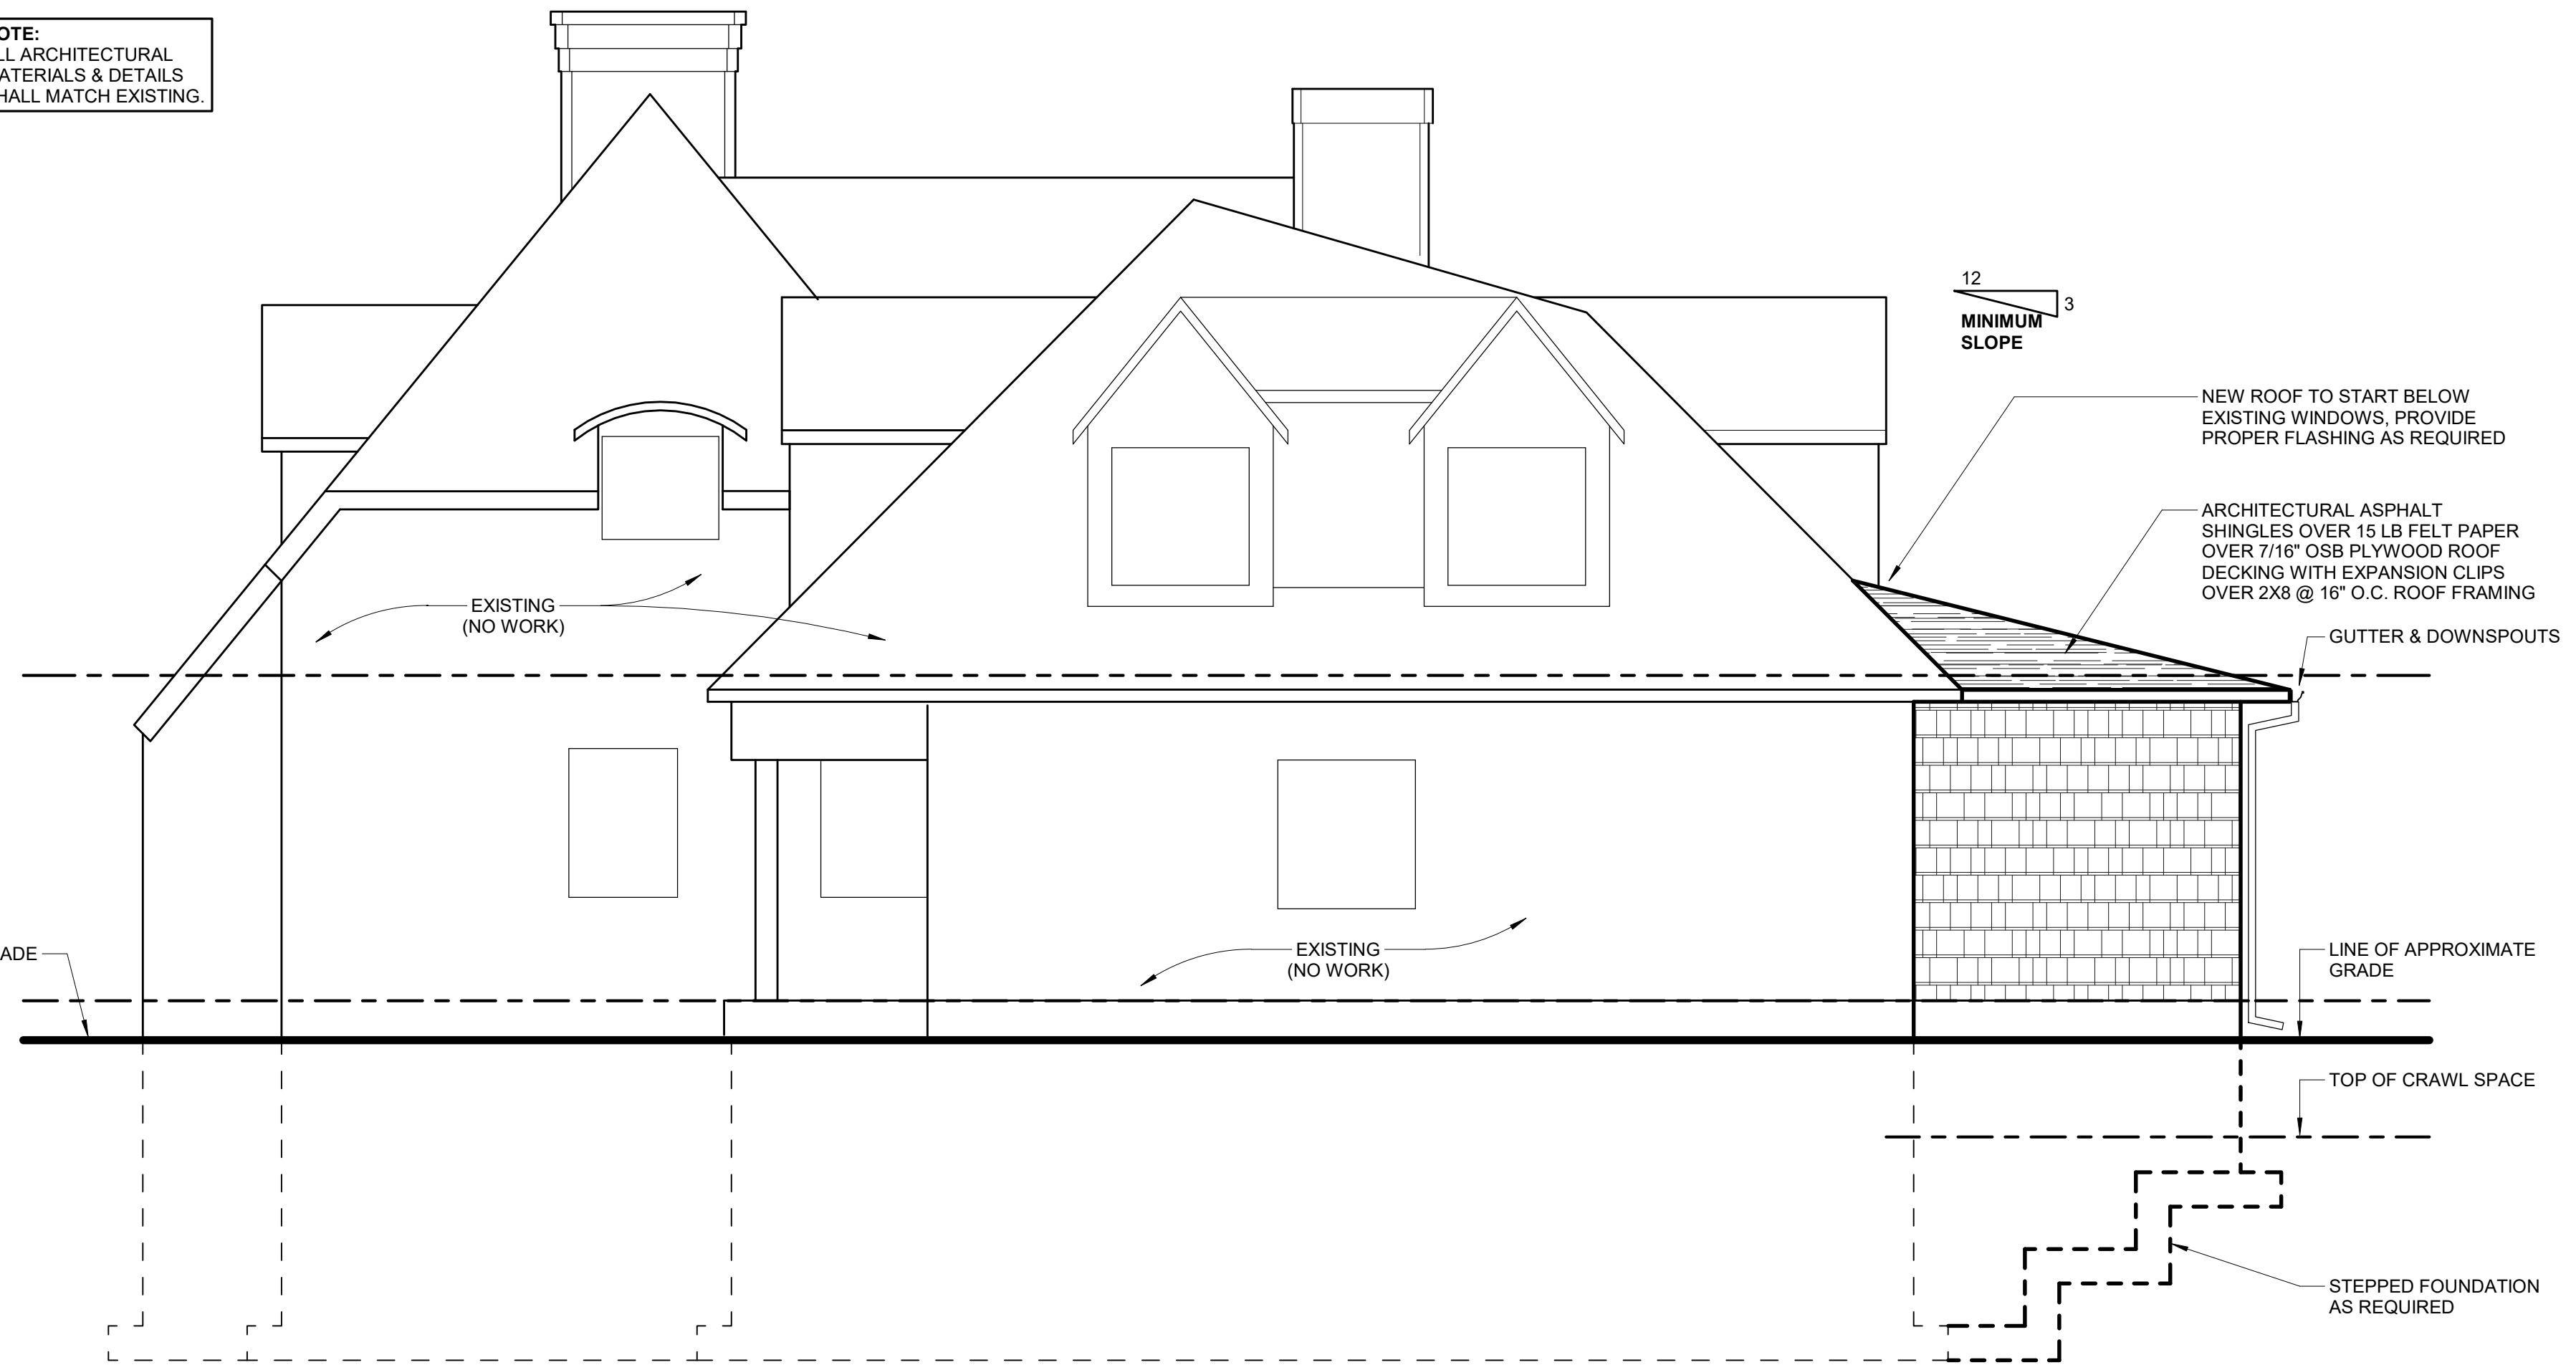 OTE:
LL ARCHITECTURAL
ATERIALS & DETAILS
HALL MATCH EXISTING.
12
3
MINIMUM
SLOPE
NEW ROOF TO START BELOW
EXISTING WINDOWS, PROVIDE
PROPER FLASHING AS REQUIRED
ARCHITECTURAL ASPHALT
SHINGLES OVER 15 LB FELT PAPER
OVER 7/16" OSB PLYWOOD ROOF
DECKING WITH EXPANSION CLIPS
OVER 2X8 @ 16" O.C. ROOF FRAMING
EXISTING
(NO WORK)
GUTTER & DOWNSPOUTS
ADE
EXISTING
(NO WORK)
LINE OF APPROXIMATE
GRADE
TOP OF CRAWL SPACE
STEPPED FOUNDATION
AS REQUIRED